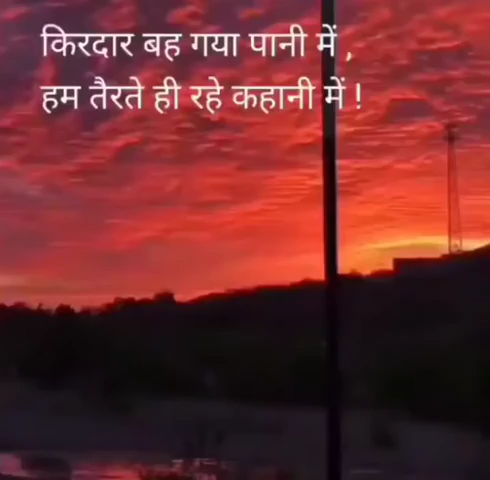 किरदार बह गया पानी में ,
हम तैरते ही रहे कहानी में !